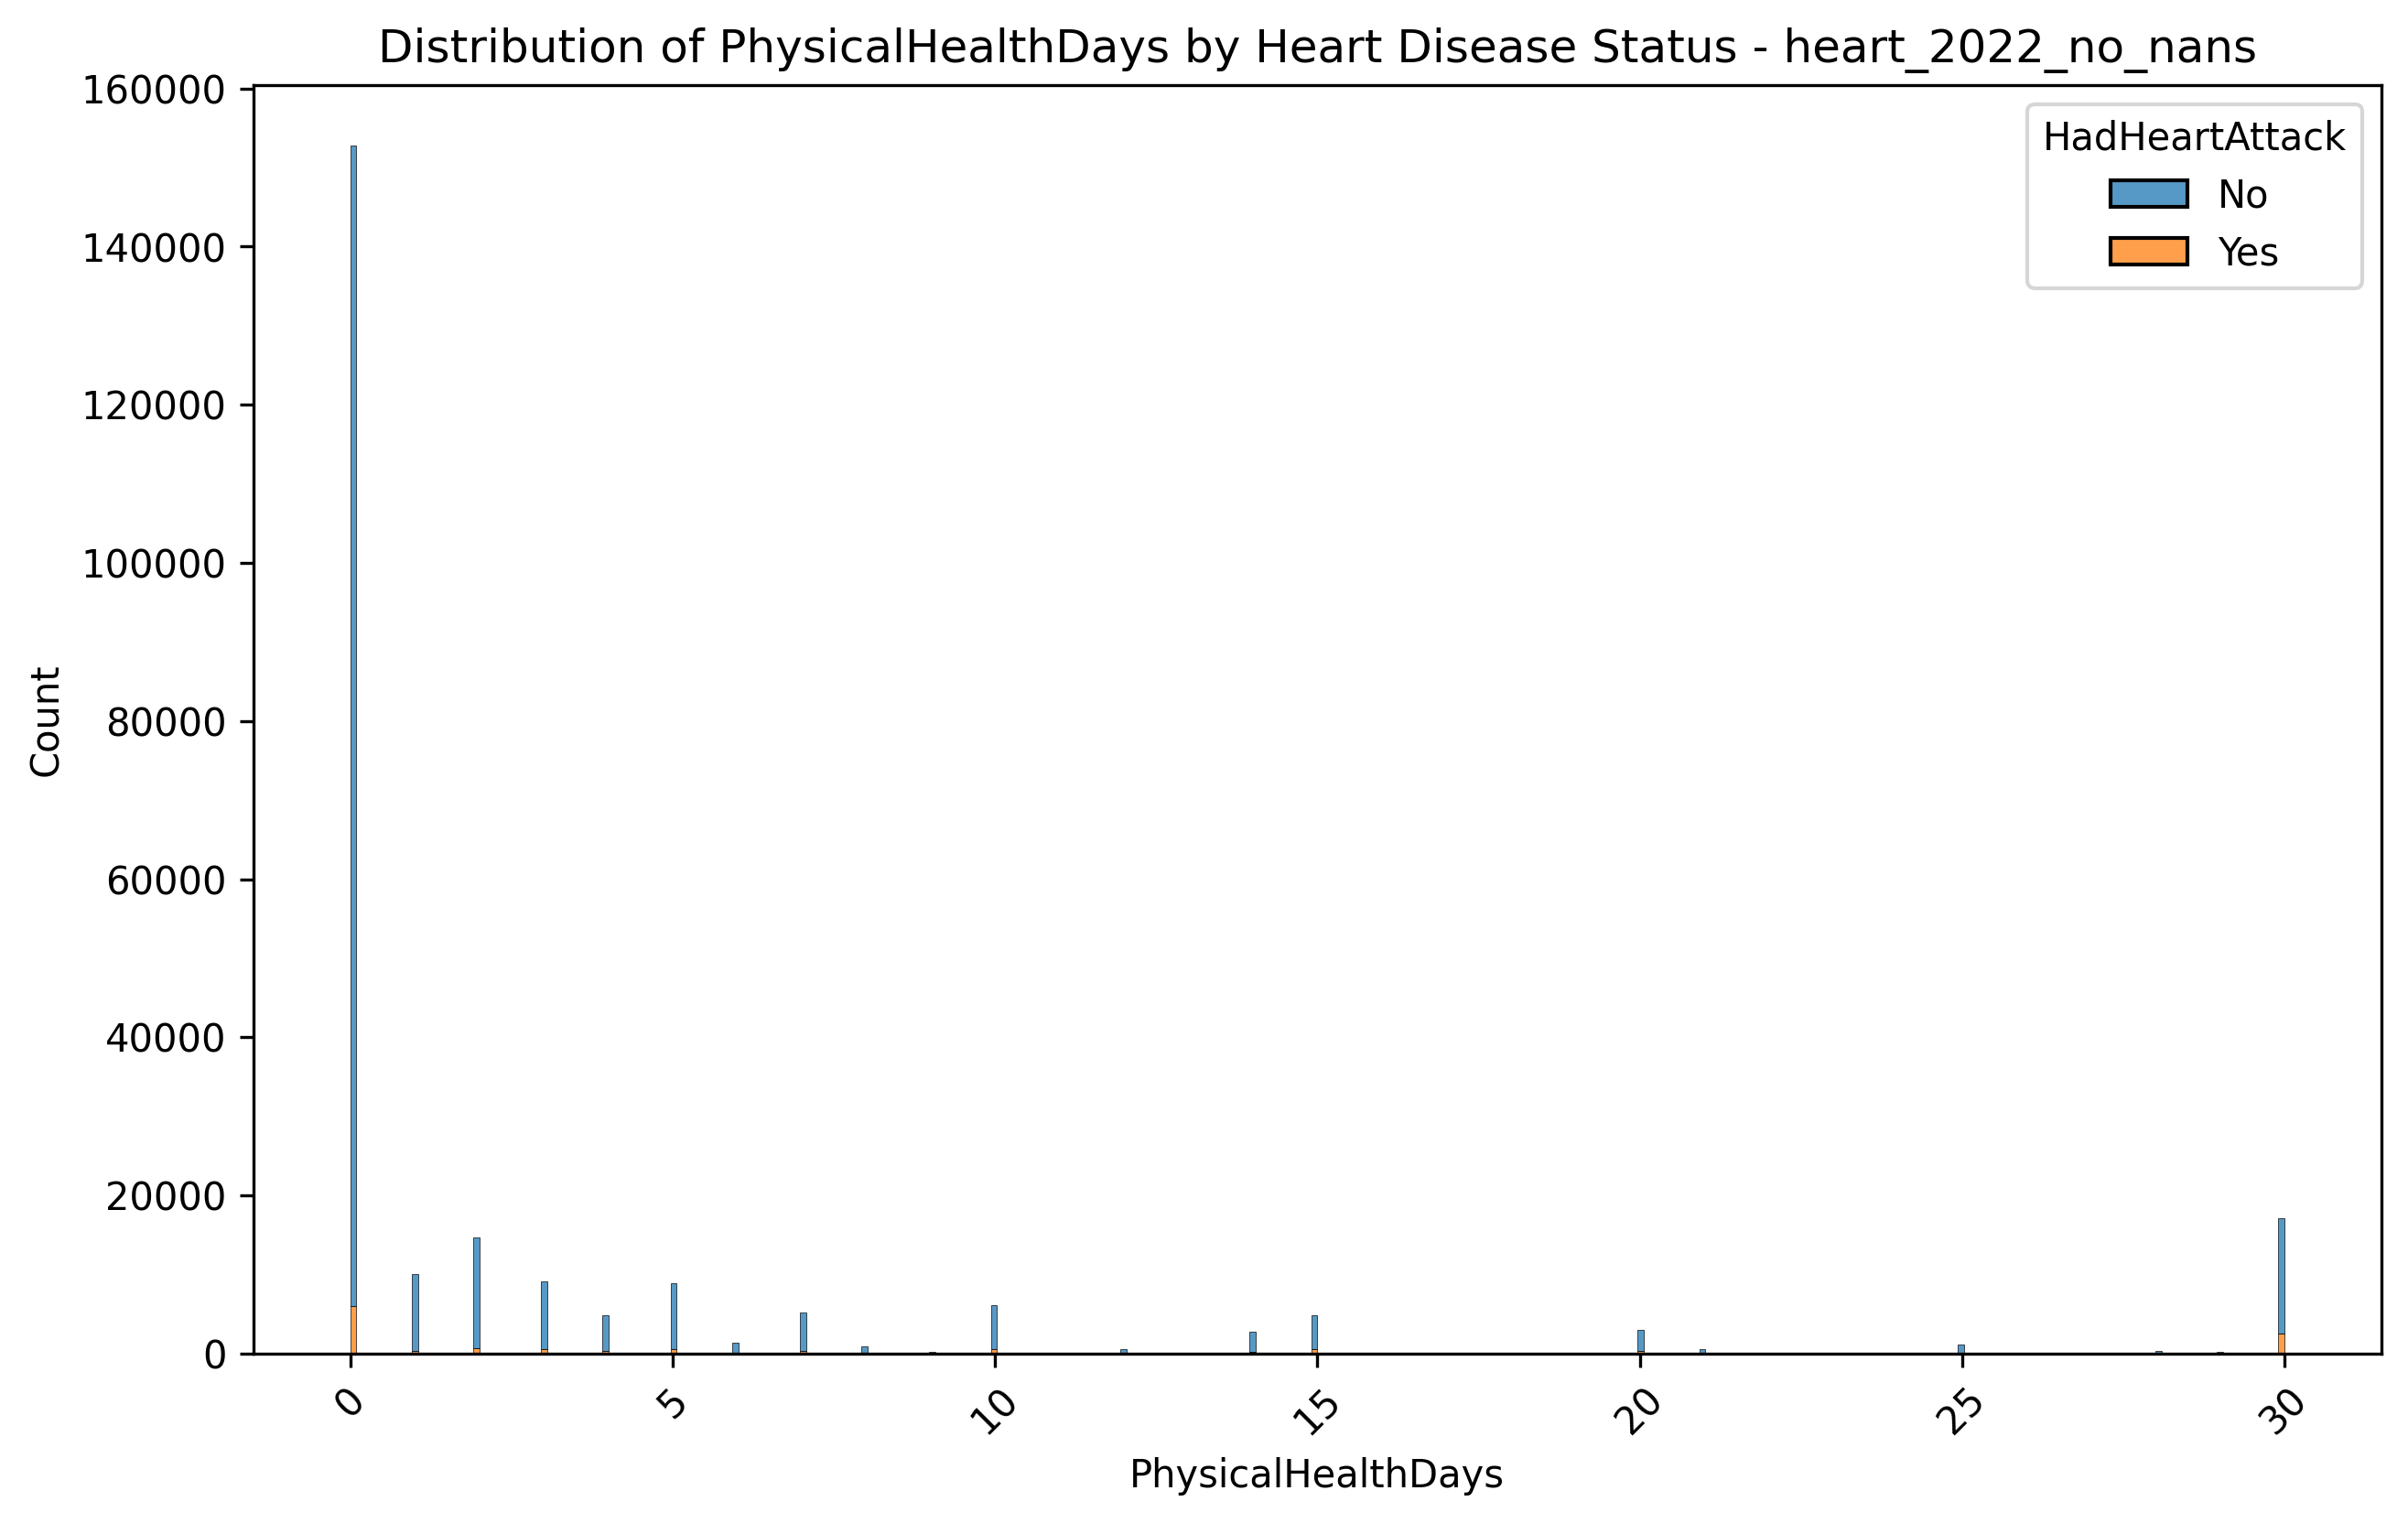 Distribution of PhysicalHealthDays by Heart Disease Status - heart_2022_no_nans
160000
140000
120000
100000
80000
60000
40000
20000
0
Count
HadHeartAttack
No
Yes
0 5 10 15 20 25 30
PhysicalHealthDays